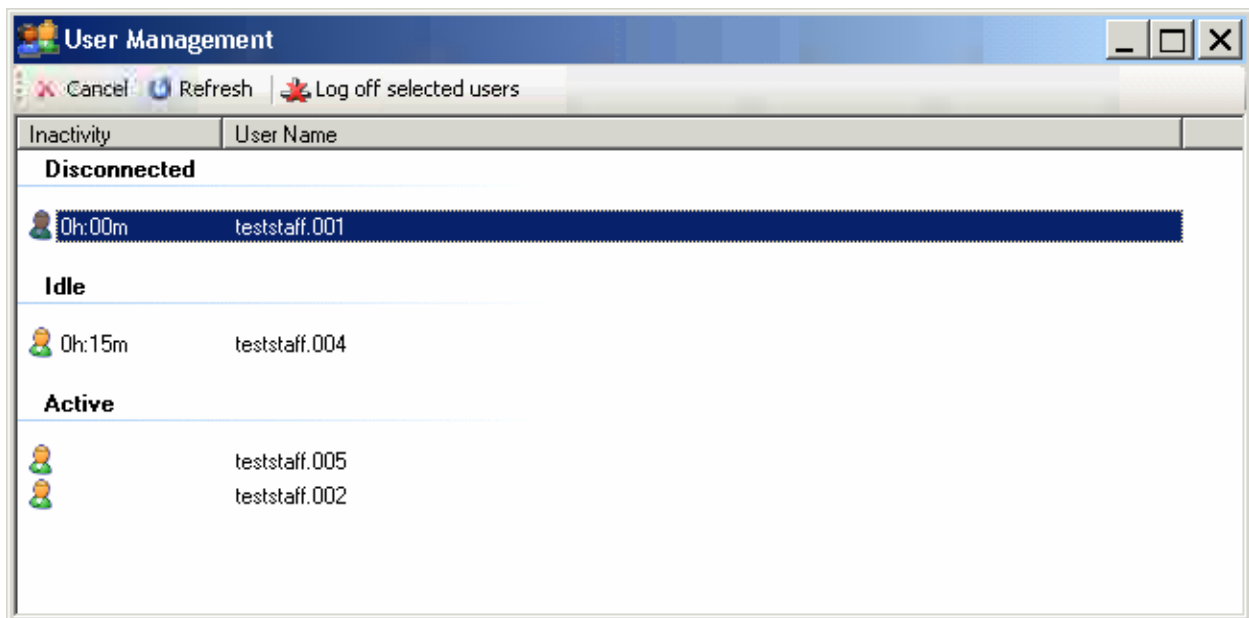 User Management
Cancel Refresh Log off selected users
Inactivity User Name
Disconnected
0h:00m teststaff.001
Idle
0h:15m teststaff.004
Active
teststaff.005
teststaff.002